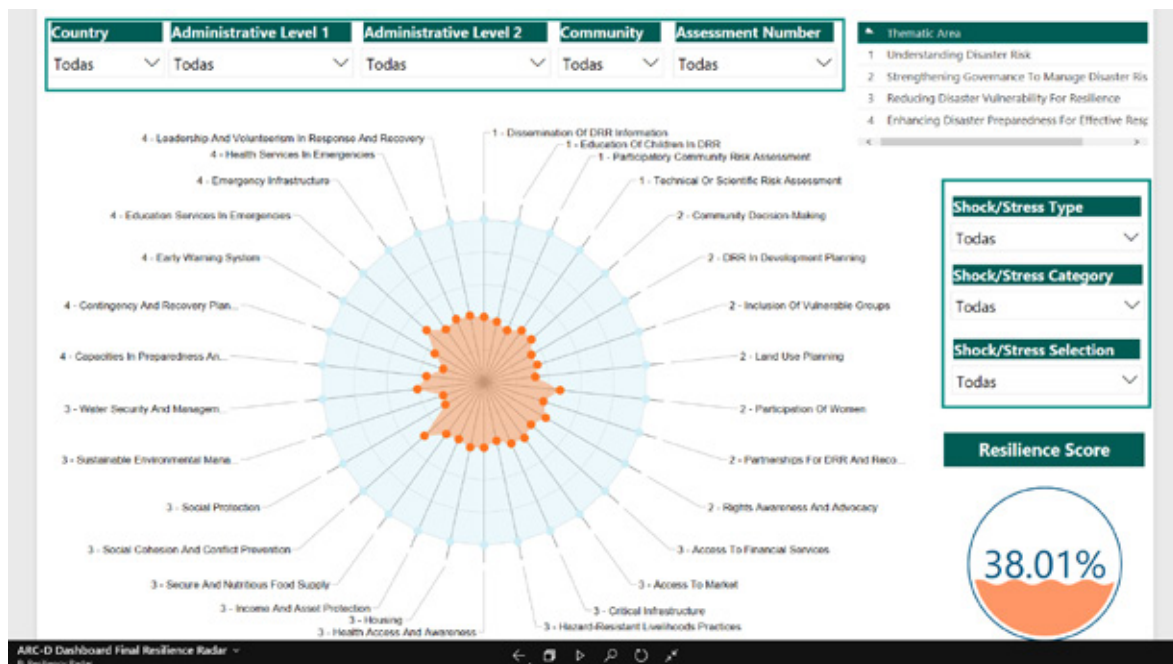 Country
Administrative Level 1
Administrative Level 2
Community
Assessment Number
Todas
Todas
Todas
Todas
Todas
Thematic Area
1 Understanding Disaster Risk
2 Strengthening Governance To Manage Disaster Ris
3 Reducing Disaster Vulnerability For Resilience
4 Enhancing Disaster Preparedness For Effective Resp
1 - Dissemination Of DRR Information
1 - Education Of Children In DRR
1 - Participatory Community Risk Assessment
1 - Technical Or Scientific Risk Assessment
2 - Community Decision-Making
2 - DRR In Development Planning
2 - Inclusion Of Vulnerable Groups
2 - Land Use Planning
2 - Participation Of Women
2 - Partnerships For DRR And Reco...
2 - Rights Awareness And Advocacy
3 - Access To Financial Services
3 - Access To Market
3 - Critical Infrastructure
3 - Hazard-Resistant Livelihoods Practices
3 - Health Access And Awareness
3 - Housing
3 - Income And Asset Protection
3 - Secure And Nutritious Food Supply
3 - Social Cohesion And Conflict Prevention
3 - Social Protection
3 - Sustainable Environmental Mana...
3 - Water Security And Managem...
4 - Capacities In Preparedness An...
4 - Contingency And Recovery Plan...
4 - Early Warning System
4 - Education Services In Emergencies
4 - Emergency Infrastructure
4 - Health Services In Emergencies
4 - Leadership And Volunteerism In Response And Recovery
Shock/Stress Type
Todas
Shock/Stress Category
Todas
Shock/Stress Selection
Todas
Resilience Score
38.01%
ARC-D Dashboard Final Resilience Radar
Resiliency Radar